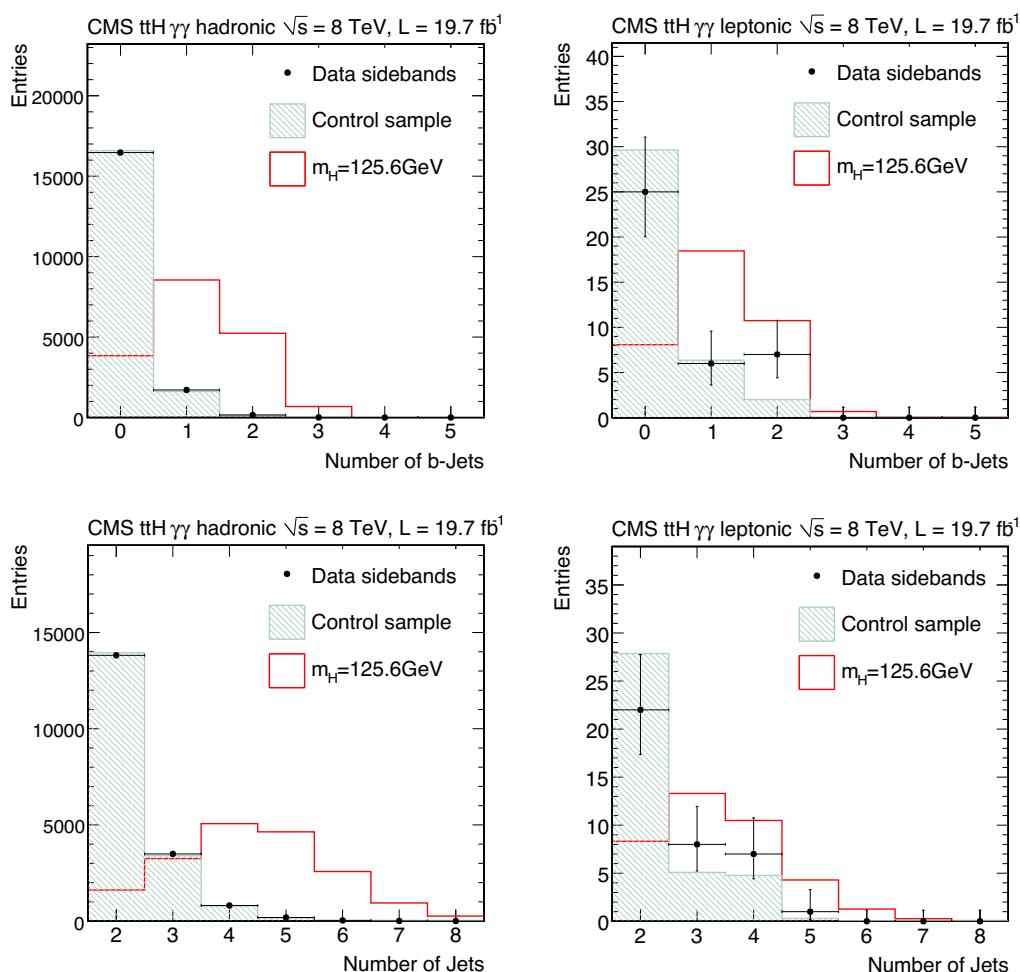 CMS ttH γγ hadronic √s = 8 TeV, L = 19.7 fb⁻¹
Entries
20000
15000
10000
5000
0
Data sidebands
Control sample
m_H=125.6GeV
0 1 2 3 4 5
Number of b-Jets
CMS ttH γγ leptonic √s = 8 TeV, L = 19.7 fb⁻¹
Entries
40
35
30
25
20
15
10
5
0
Data sidebands
Control sample
m_H=125.6GeV
0 1 2 3 4 5
Number of b-Jets
CMS ttH γγ hadronic √s = 8 TeV, L = 19.7 fb⁻¹
Entries
15000
10000
5000
0
Data sidebands
Control sample
m_H=125.6GeV
2 3 4 5 6 7 8
Number of Jets
CMS ttH γγ leptonic √s = 8 TeV, L = 19.7 fb⁻¹
Entries
35
30
25
20
15
10
5
0
Data sidebands
Control sample
m_H=125.6GeV
2 3 4 5 6 7 8
Number of Jets